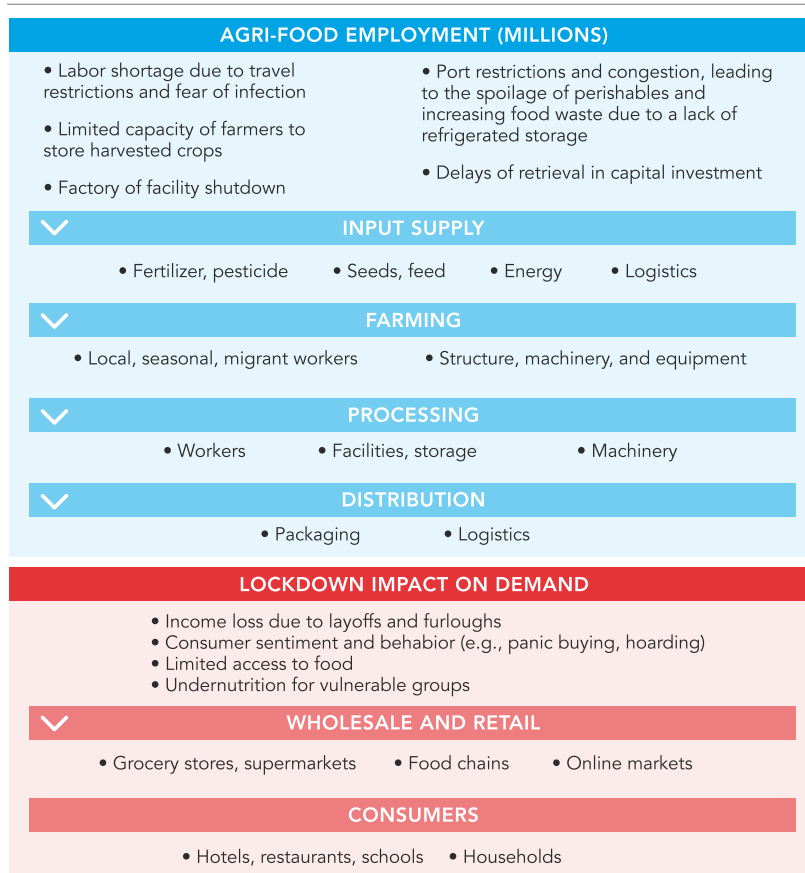 AGRI-FOOD EMPLOYMENT (MILLIONS)
• Labor shortage due to travel
restrictions and fear of infection
• Limited capacity of farmers to
store harvested crops
• Factory of facility shutdown
• Port restrictions and congestion, leading
to the spoilage of perishables and
increasing food waste due to a lack of
refrigerated storage
• Delays of retrieval in capital investment
INPUT SUPPLY
• Fertilizer, pesticide • Seeds, feed • Energy • Logistics
FARMING
• Local, seasonal, migrant workers • Structure, machinery, and equipment
PROCESSING
• Workers • Facilities, storage • Machinery
DISTRIBUTION
• Packaging • Logistics
LOCKDOWN IMPACT ON DEMAND
• Income loss due to layoffs and furloughs
• Consumer sentiment and behabior (e.g., panic buying, hoarding)
• Limited access to food
• Undernutrition for vulnerable groups
WHOLESALE AND RETAIL
• Grocery stores, supermarkets • Food chains • Online markets
CONSUMERS
• Hotels, restaurants, schools • Households